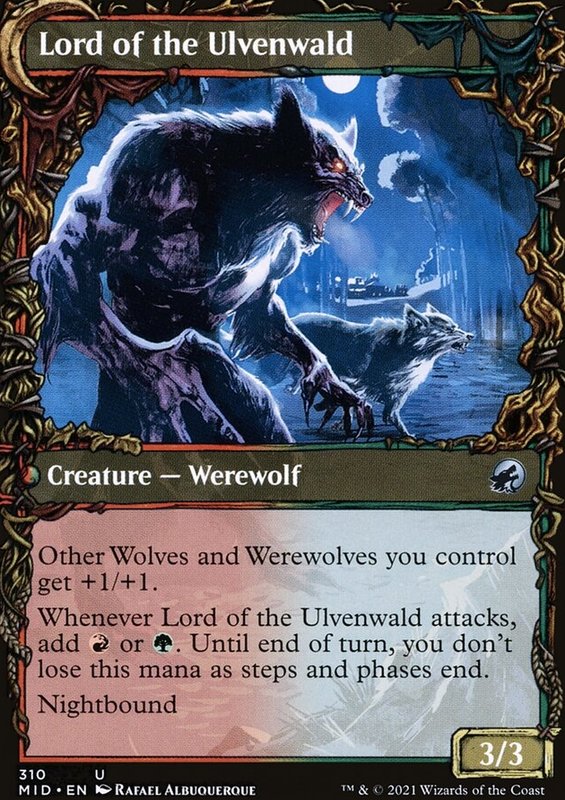 Lord of the Ulvenwald
Creature — Werewolf
Other Wolves and Werewolves you control
get +1/+1.
Whenever Lord of the Ulvenwald attacks,
add or . Until end of turn, you don't
lose this mana as steps and phases end.
Nightbound
3/3
310 U
MID • EN Rafael Albuquerque
™ & © 2021 Wizards of the Coast